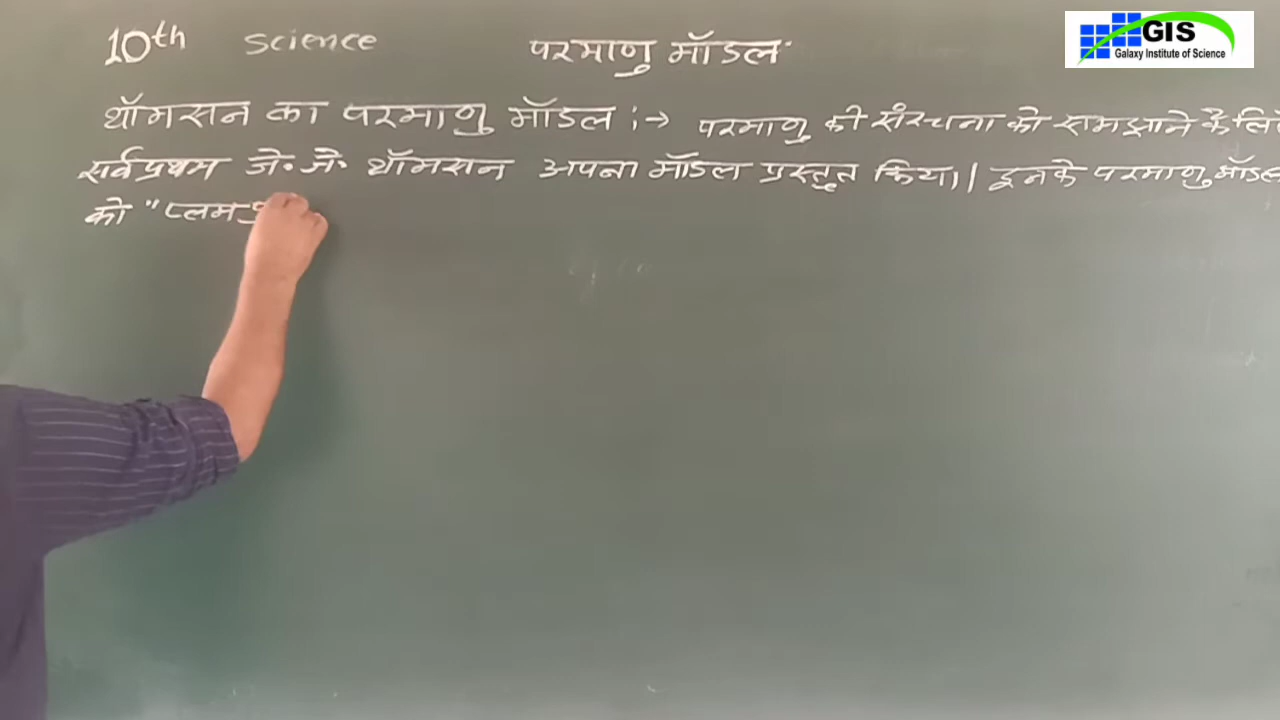 10th Science परमाणु मॉडल
GIS
Galaxy Institute of Science
थॉमसन का परमाणु मॉडल :→ परमाणु की संरचना को समझाने के लिए
सर्वप्रथम जे. जे. थॉमसन अपना मॉडल प्रस्तुत किया।| इनके परमाणु मॉडल
को "प्लम